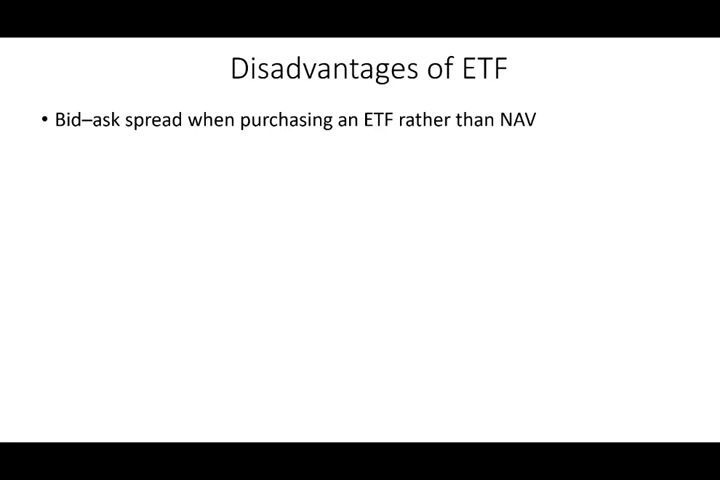 Disadvantages of ETF
• Bid–ask spread when purchasing an ETF rather than NAV